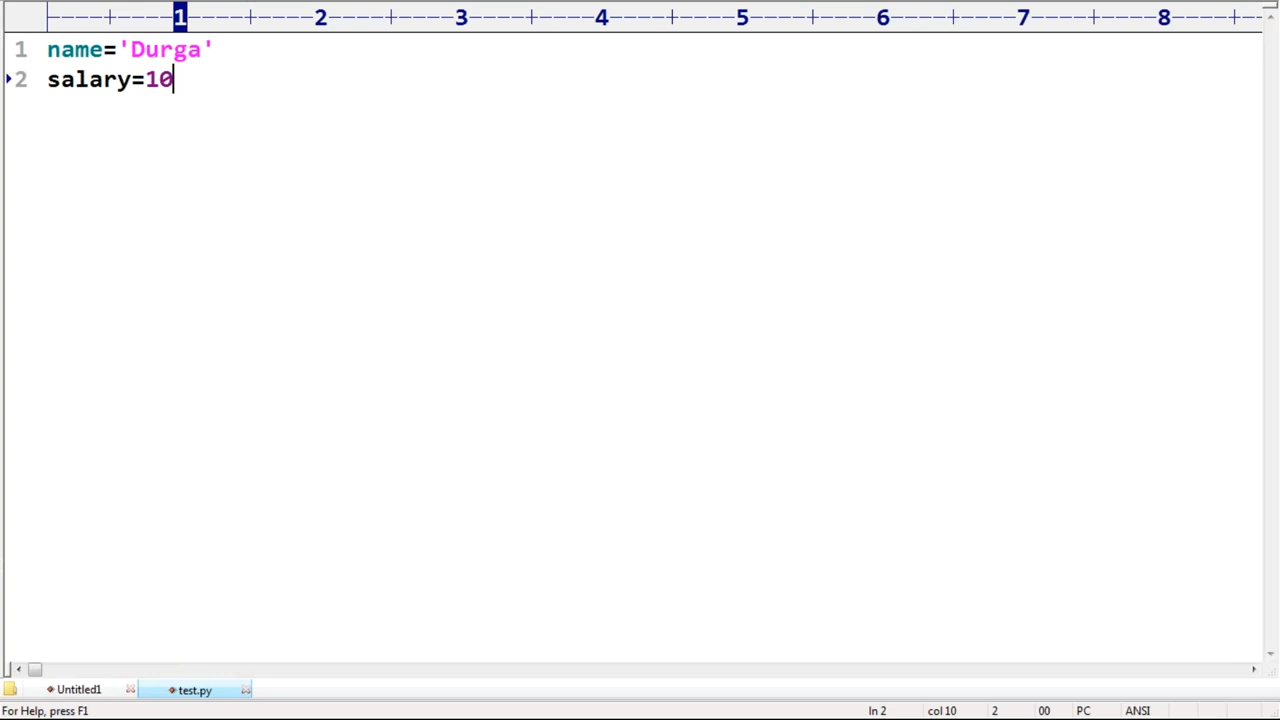 ----+----1----+----2----+----3----+----4----+----5----+----6----+----7----+----8----+--
1 name='Durga'
2 salary=10
Untitled1 test.py
For Help, press F1 ln 2 col 10 2 00 PC ANSI